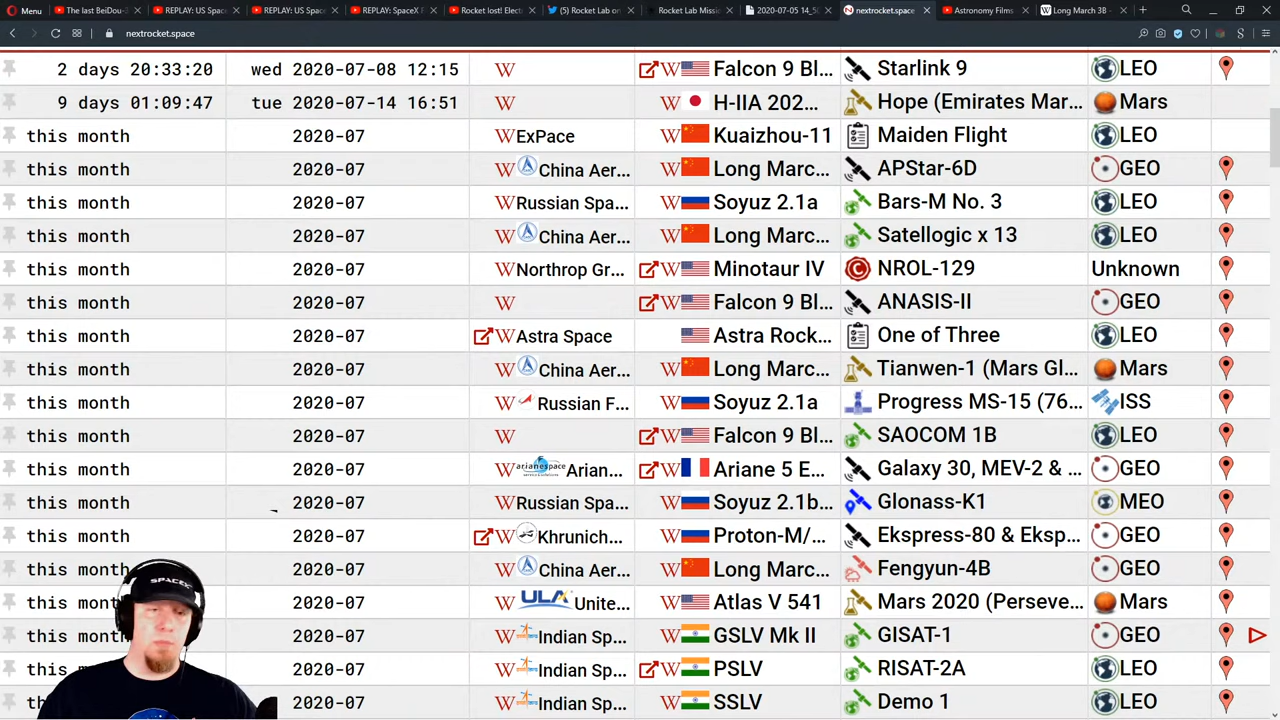 Menu The last BeiDou- REPLAY: US Spa REPLAY: US Spa REPLAY: SpaceX Rocket lost! Elect (5) Rocket Lab on Rocket Lab Missi 2020-07-05 14_5 nextrocket.space Astronomy Films Long March 3B -
nextrocket.space
2 days 20:33:20 wed 2020-07-08 12:15 W Falcon 9 Bl... Starlink 9 LEO
9 days 01:09:47 tue 2020-07-14 16:51 W W H-IIA 202... Hope (Emirates Mar... Mars
this month 2020-07 W ExPace W Kuaizhou-11 Maiden Flight LEO
this month 2020-07 W China Aer... W Long Marc... APStar-6D GEO
this month 2020-07 W Russian Spa... W Soyuz 2.1a Bars-M No. 3 LEO
this month 2020-07 W China Aer... W Long Marc... Satellogic x 13 LEO
this month 2020-07 W Northrop Gr... W Minotaur IV NROL-129 Unknown
this month 2020-07 W W Falcon 9 Bl... ANASIS-II GEO
this month 2020-07 W Astra Space Astra Rock... One of Three LEO
this month 2020-07 W China Aer... W Long Marc... Tianwen-1 (Mars Gl... Mars
this month 2020-07 W Russian F... W Soyuz 2.1a Progress MS-15 (76... ISS
this month 2020-07 W W Falcon 9 Bl... SAOCOM 1B LEO
this month 2020-07 W arianespace Arian... W Ariane 5 E... Galaxy 30, MEV-2 & ... GEO
this month 2020-07 W Russian Spa... W Soyuz 2.1b... Glonass-K1 MEO
this month 2020-07 W Khrunich... W Proton-M/... Ekspress-80 & Eksp... GEO
this month 2020-07 W China Aer... W Long Marc... Fengyun-4B GEO
this month 2020-07 W ULA Unite... W Atlas V 541 Mars 2020 (Perseve... Mars
this month 2020-07 W Indian Sp... W GSLV Mk II GISAT-1 GEO
2020-07 W Indian Sp... W PSLV RISAT-2A LEO
2020-07 W Indian Sp... W SSLV Demo 1 LEO
SPACEX